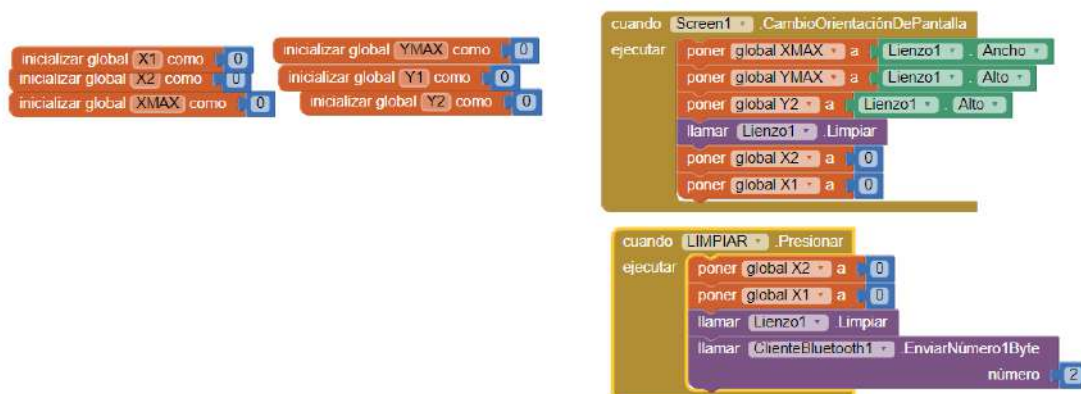 inicializar global X1 como 0
inicializar global X2 como 0
inicializar global XMAX como 0
inicializar global YMAX como 0
inicializar global Y1 como 0
inicializar global Y2 como 0
cuando Screen1 .CambioOrientaciónDePantalla
ejecutar poner global XMAX a Lienzo1 . Ancho
poner global YMAX a Lienzo1 . Alto
poner global Y2 a Lienzo1 . Alto
llamar Lienzo1 .Limpiar
poner global X2 a 0
poner global X1 a 0
cuando LIMPIAR .Presionar
ejecutar poner global X2 a 0
poner global X1 a 0
llamar Lienzo1 .Limpiar
llamar ClienteBluetooth1 .EnviarNúmero1Byte
número 2